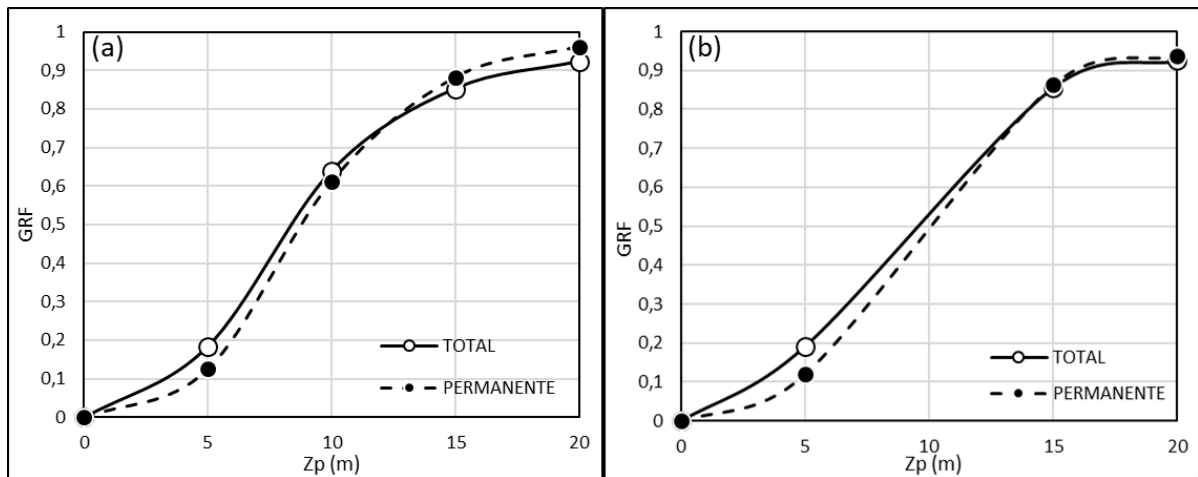 (a)
1
0,9
0,8
0,7
0,6
0,5
0,4
0,3
0,2
0,1
0
GRF
0 5 10 15 20
Zp (m)
TOTAL
PERMANENTE
(b)
1
0,9
0,8
0,7
0,6
0,5
0,4
0,3
0,2
0,1
0
GRF
0 5 10 15 20
Zp (m)
TOTAL
PERMANENTE